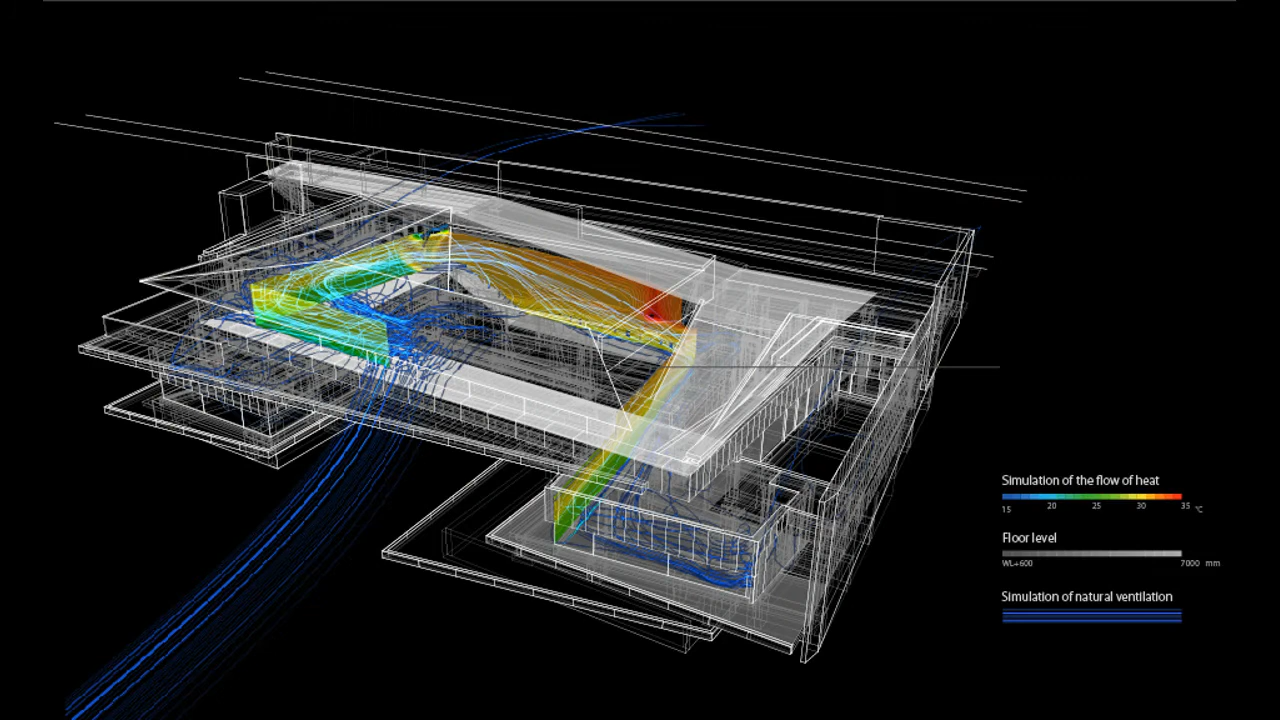 Simulation of the flow of heat
15 20 25 30 35 ℃
Floor level
WL+600 7000 mm
Simulation of natural ventilation